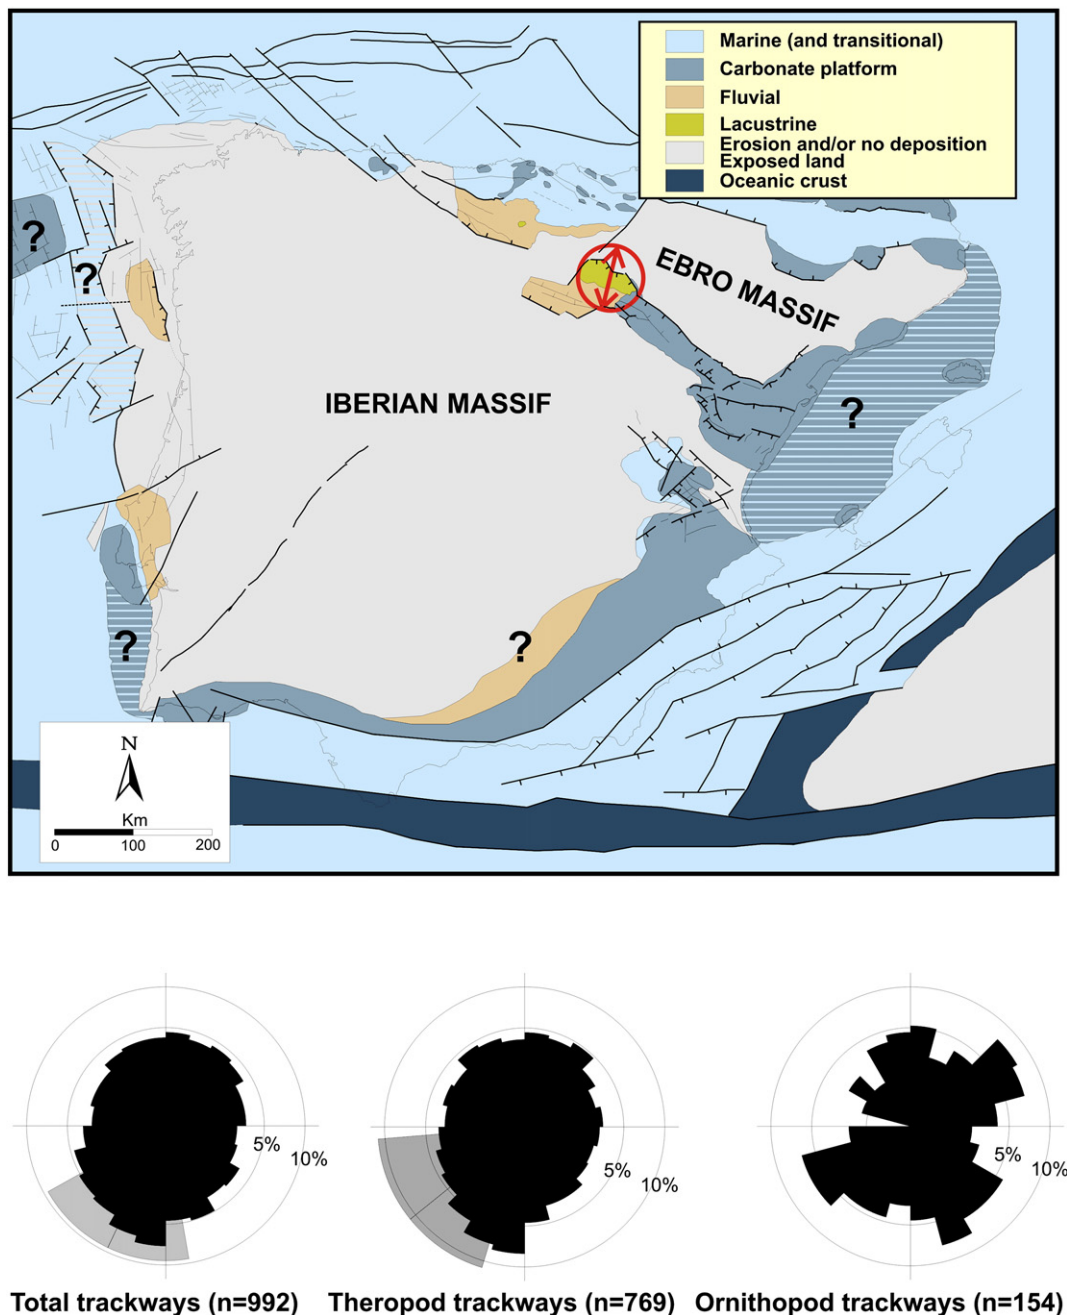 Marine (and transitional)
Carbonate platform
Fluvial
Lacustrine
Erosion and/or no deposition
Exposed land
Oceanic crust
?
?
EBRO MASSIF
IBERIAN MASSIF
?
?
?
N
Km
0 100 200
5%
10%
5%
10%
5%
10%
Total trackways (n=992)
Theropod trackways (n=769)
Ornithopod trackways (n=154)